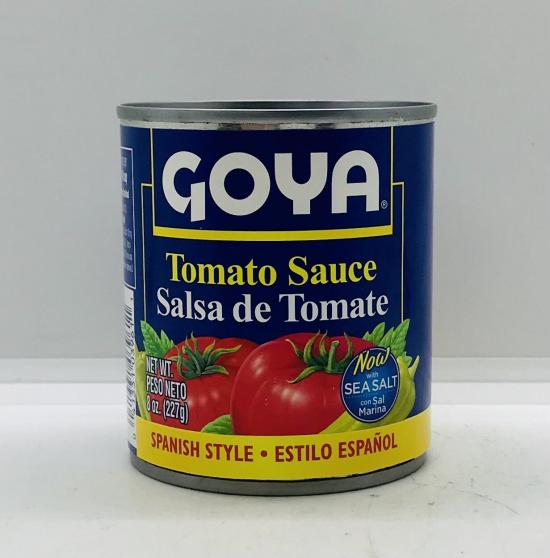 GOYA®
Tomato Sauce
Salsa de Tomate
NET WT.
PESO NETO
8 oz. (227g)
Now
with
SEA SALT
con Sal
Marina
SPANISH STYLE • ESTILO ESPAÑOL